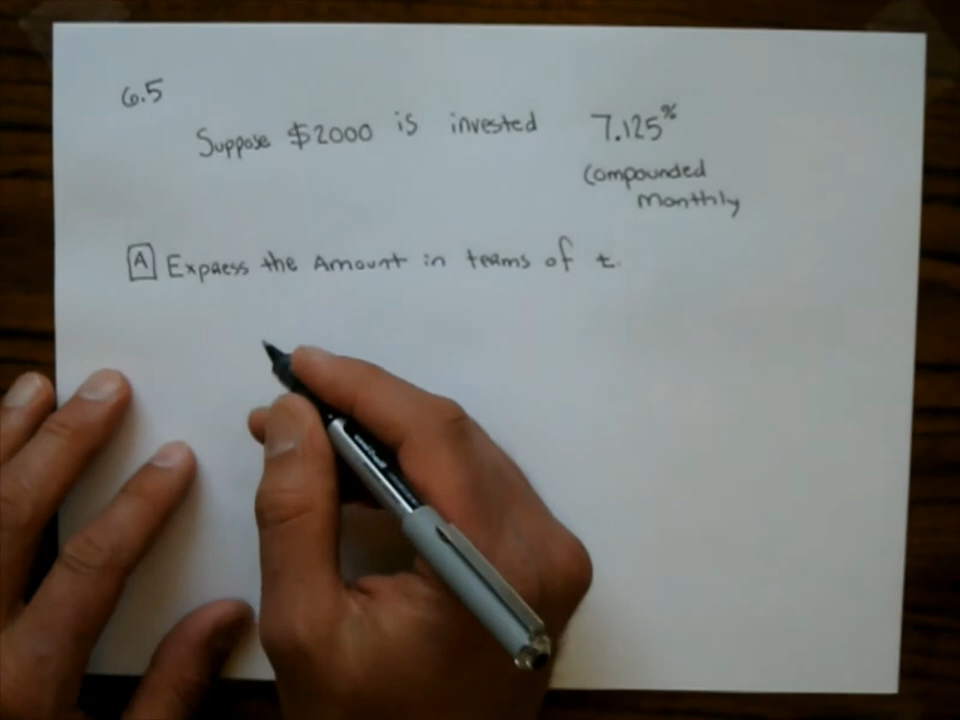 6.5
Suppose $2000 is invested 7.125%
compounded
monthly
A Express the Amount in terms of t.